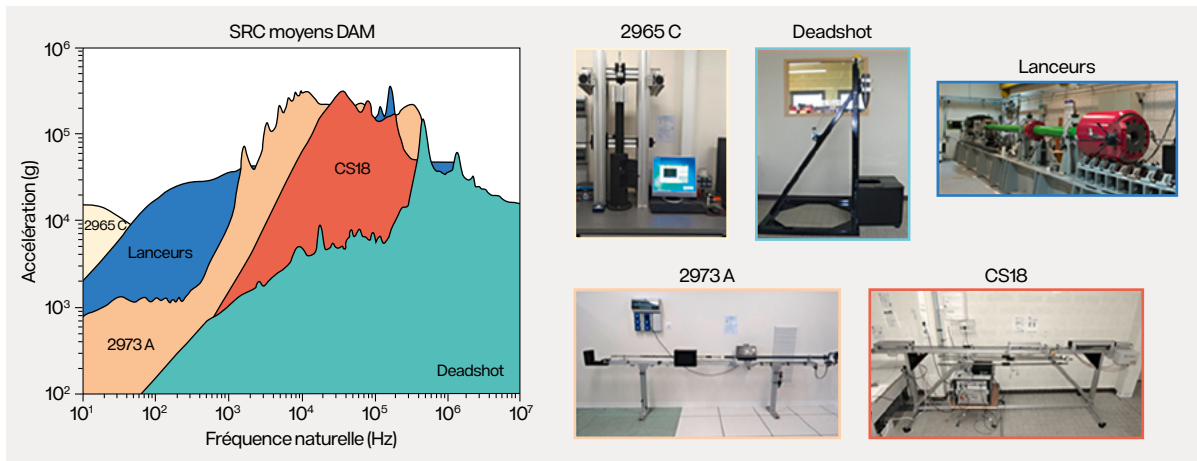 SRC moyens DAM
10⁶
10⁵
10⁴
10³
10²
Accélération (g)
2965 C
Lanceurs
2973 A
CS18
Deadshot
10¹ 10² 10³ 10⁴ 10⁵ 10⁶ 10⁷
Fréquence naturelle (Hz)
2965 C
Deadshot
Lanceurs
2973 A
CS18